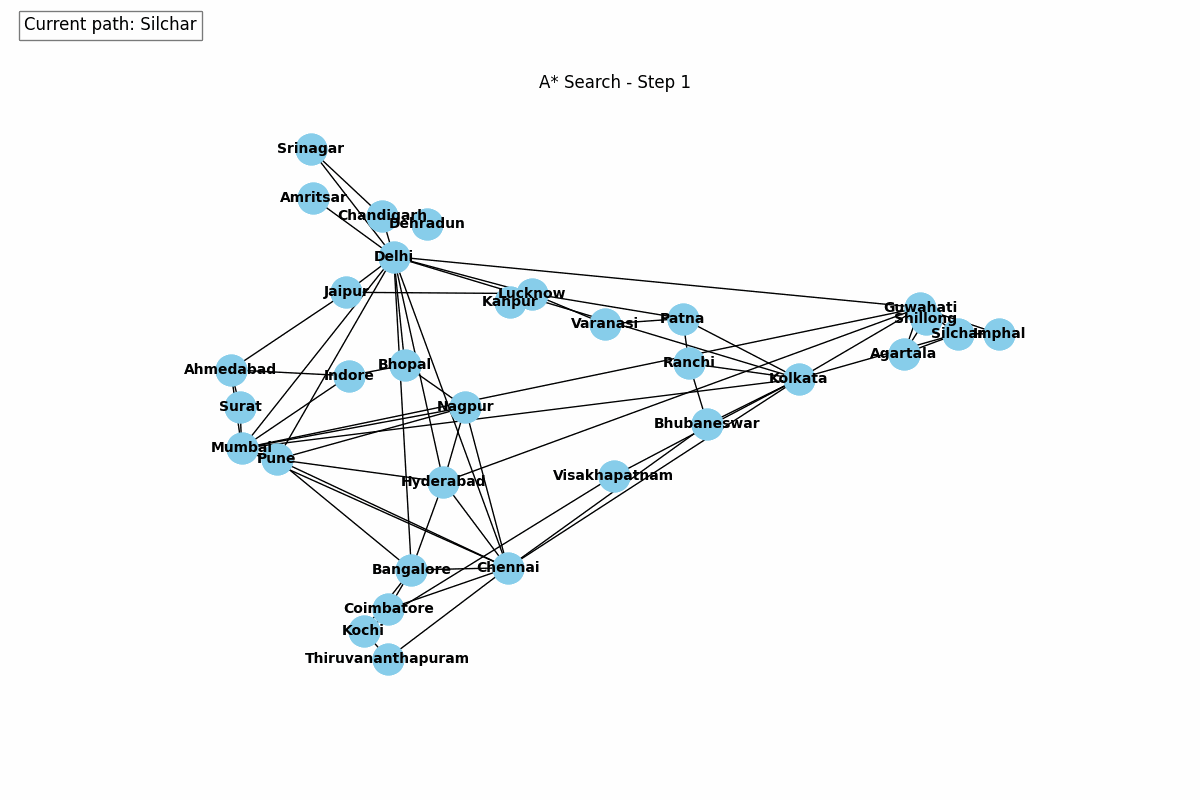 Current path: Silchar
A* Search - Step 1
Srinagar
Amritsar
Chandigarh
Dehradun
Delhi
Jaipur
Lucknow
Kanpur
Guwahati
Shillong
Varanasi
Patna
Silchar
Imphal
Agartala
Ahmedabad
Indore
Bhopal
Ranchi
Kolkata
Surat
Nagpur
Bhubaneswar
Mumbai
Pune
Visakhapatnam
Hyderabad
Bangalore
Chennai
Coimbatore
Kochi
Thiruvananthapuram